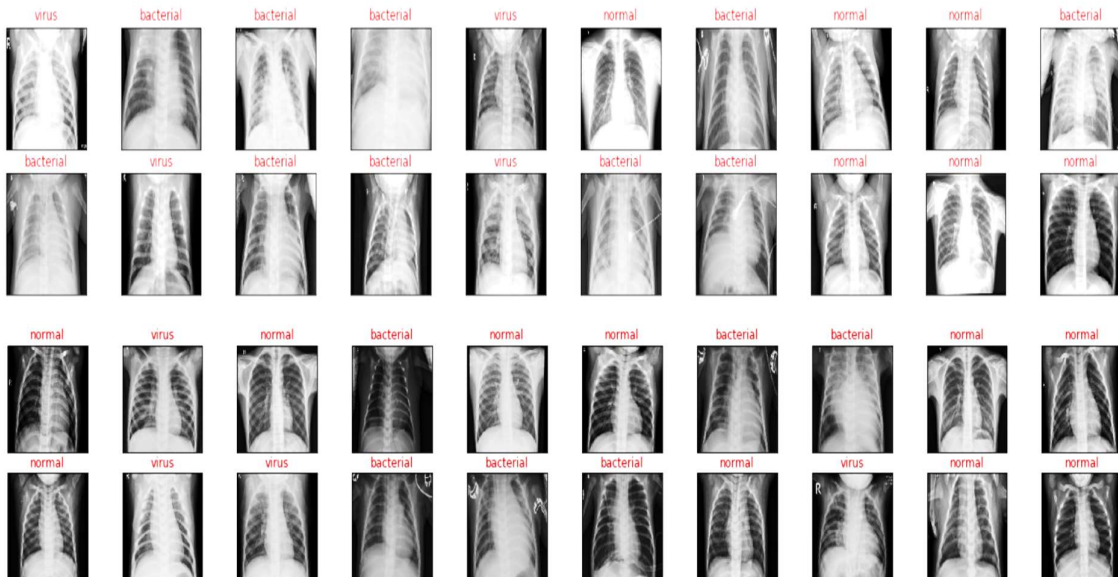 virus bacterial bacterial bacterial virus normal bacterial normal normal bacterial
bacterial virus bacterial bacterial virus bacterial bacterial normal normal normal
normal virus normal bacterial normal normal bacterial bacterial normal normal
normal virus virus bacterial bacterial bacterial normal virus normal normal
R